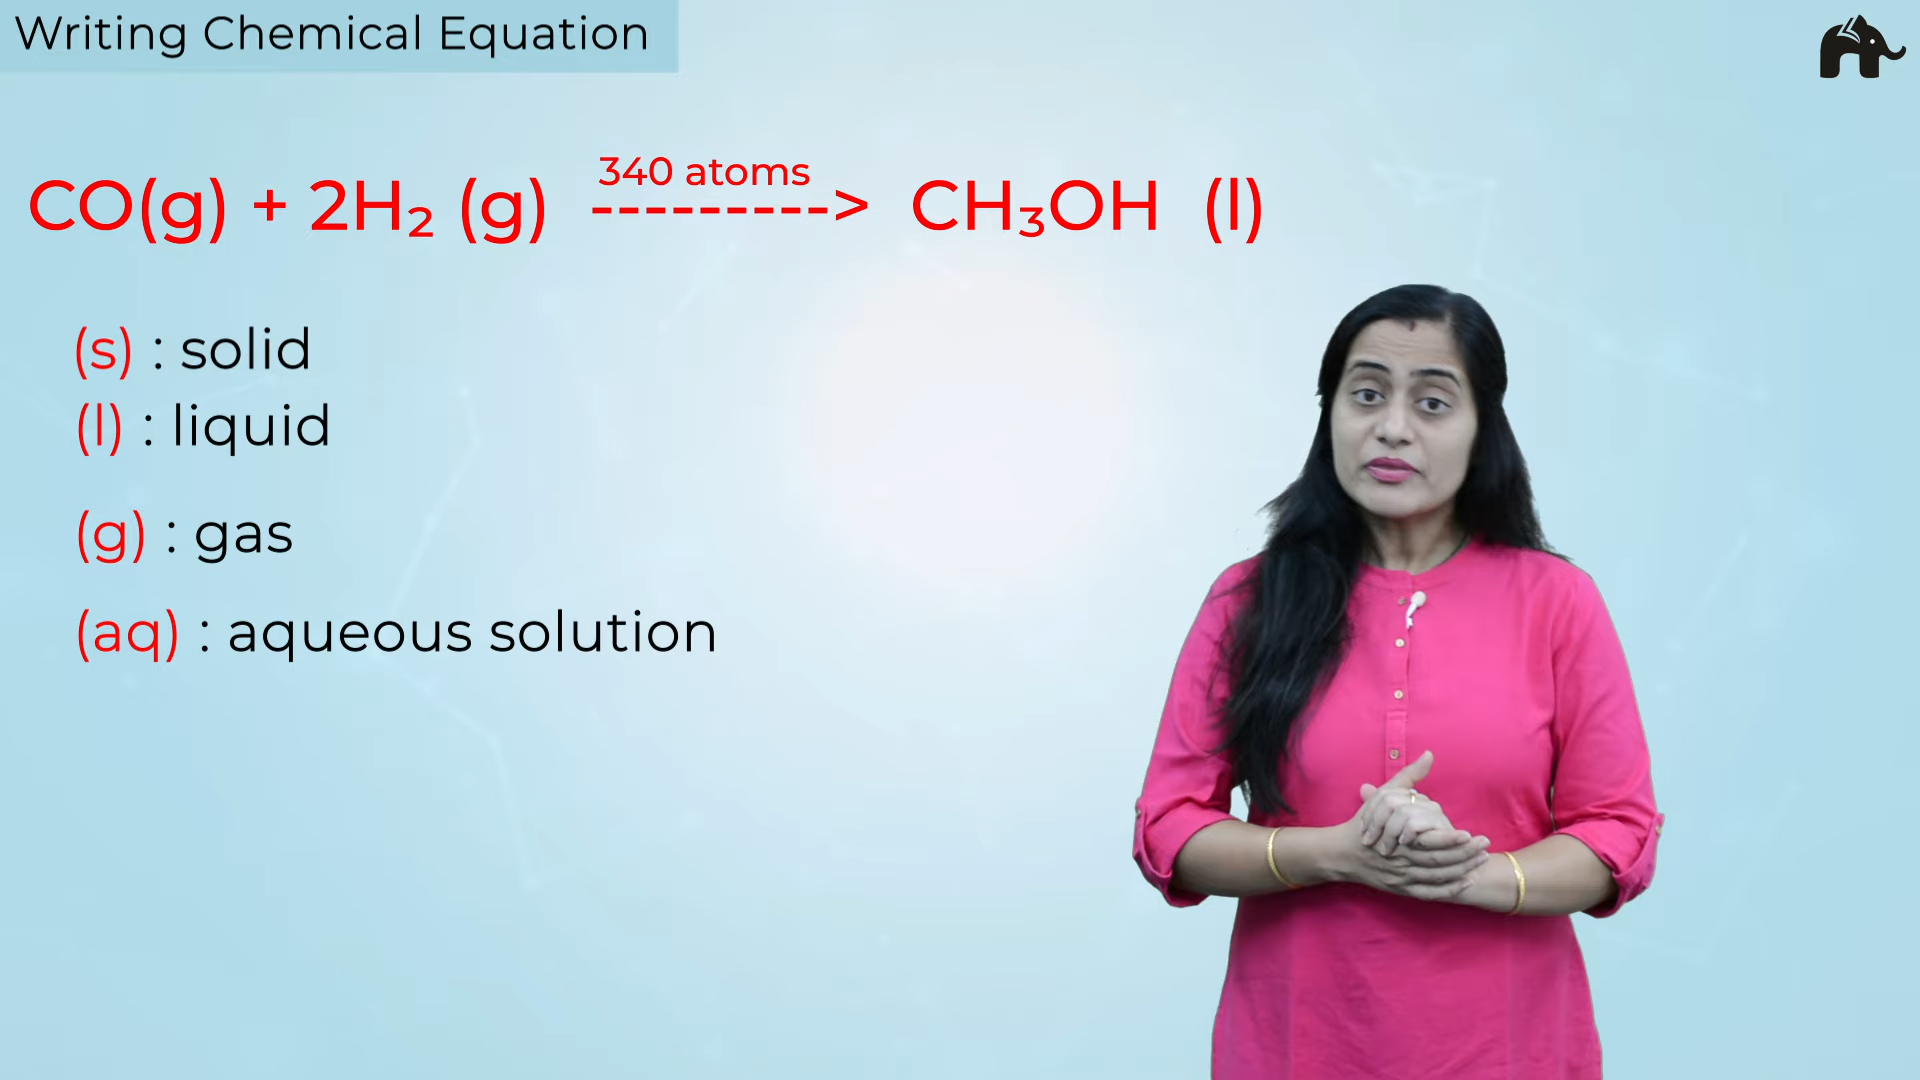 Writing Chemical Equation
340 atoms
CO(g) + 2H₂ (g) ---------> CH₃OH (l)
(s) : solid
(l) : liquid
(g) : gas
(aq) : aqueous solution